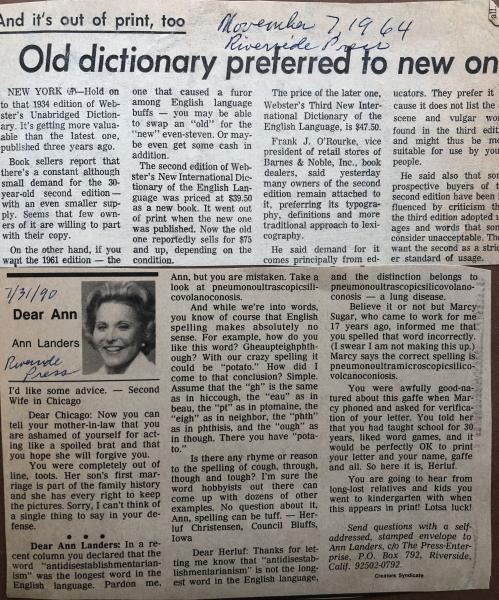 And it's out of print, too
November 7 1964
Riverside Press
Old dictionary preferred to new on
NEW YORK (AP)—Hold on
to that 1934 edition of Web-
ster's Unabridged Diction-
ary. It's getting more valua-
able than the latest one,
published three years ago.
Book sellers report that
there's a constant although
small demand for the 30-
year-old second edition —
with an even smaller sup-
ply. Seems that few own-
ers of it are willing to part
with their copy.
On the other hand, if you
want the 1961 edition — the
one that caused a furor
among English language
buffs — you may be able
to swap an "old" for the
"new" even-steven. Or may-
be even get some cash in
addition.
The second edition of Web-
ster's New International Dic-
tionary of the English Lan-
guage was priced at $39.50
as a new book. It went out
of print when the new one
was published. Now the old
one reportedly sells for $75
and up, depending on the
condition.
The price of the later one,
Webster's Third New Inter-
national Dictionary of the
English Language, is $47.50.
Frank J. O'Rourke, vice
president of retail stores of
Barnes & Noble, Inc., book
dealers, said yesterday
many owners of the second
edition remain attached to
it, preferring its typogra-
phy, definitions and more
traditional approach to lexi-
cography.
He said demand for it
comes principally from ed-
ucators. They prefer it
cause it does not list the
scene and vulgar wor
found in the third editi
and might thus be mo
suitable for use by youn
people.
He said also that son
prospective buyers of t
second edition have been i
fluenced by criticism th
the third edition adopted u
ages and words that som
consider unacceptable. The
want the second as a stric
er standard of usage.
7/31/90
Dear Ann
Ann Landers
Riverside
Press
I'd like some advice. — Second
Wife in Chicago
Dear Chicago: Now you can
tell your mother-in-law that you
are ashamed of yourself for act-
ing like a spoiled brat and that
you hope she will forgive you.
You were completely out of
line, toots. Her son's first mar-
riage is part of the family history
and she has every right to keep
the pictures. Sorry, I can't think of
a single thing to say in your de-
fense.
• • •
Dear Ann Landers: In a re-
cent column you declared that the
word "antidisestablishmentarian-
ism" was the longest word in the
English language. Pardon me,
Ann, but you are mistaken. Take a
look at pneumonoultrascopicsili-
covolanoconosis.
And while we're into words,
you know of course that English
spelling makes absolutely no
sense. For example, how do you
like this word? Gheaupteighphth-
ough? With our crazy spelling it
could be "potato." How did I
come to that conclusion? Simple.
Assume that the "gh" is the same
as in hiccough, the "eau" as in
beau, the "pt" as in ptomaine, the
"eigh" as in neighbor, the "phth"
as in phthisis, and the "ough" as
in though. There you have "pota-
to."
Is there any rhyme or reason
to the spelling of cough, through,
though and tough? I'm sure the
word hobbyists out there can
come up with dozens of other
examples. No question about it,
Ann, spelling can be tuff. — Her-
luf Christensen, Council Bluffs,
Iowa
Dear Herluf: Thanks for let-
ting me know that "antidisestab-
lishmentarianism" is not the long-
est word in the English language,
and the distinction belongs to
pneumonoultrascopicsilicovolano-
conosis — a lung disease.
Believe it or not but Marcy
Sugar, who came to work for me
17 years ago, informed me that you
spelled that word incorrectly.
(I swear I am not making this up.)
Marcy says the correct spelling is
pneumonoultramicroscopicsilico-
volcanoconiosis.
You were awfully good-na-
tured about this gaffe when Mar-
cy phoned and asked for verifica-
tion of your letter. You told her
that you had taught school for 30
years, liked word games, and it
would be perfectly OK to print
your letter and your name, gaffe
and all. So here it is, Herluf.
You are going to hear from
long-lost relatives and kids you
went to kindergarten with when
this appears in print! Lotsa luck!
Send questions with a self-
addressed, stamped envelope to
Ann Landers, c/o The Press-Enter-
prise, P.O. Box 792, Riverside,
Calif. 92502-0792.
Creators Syndicate